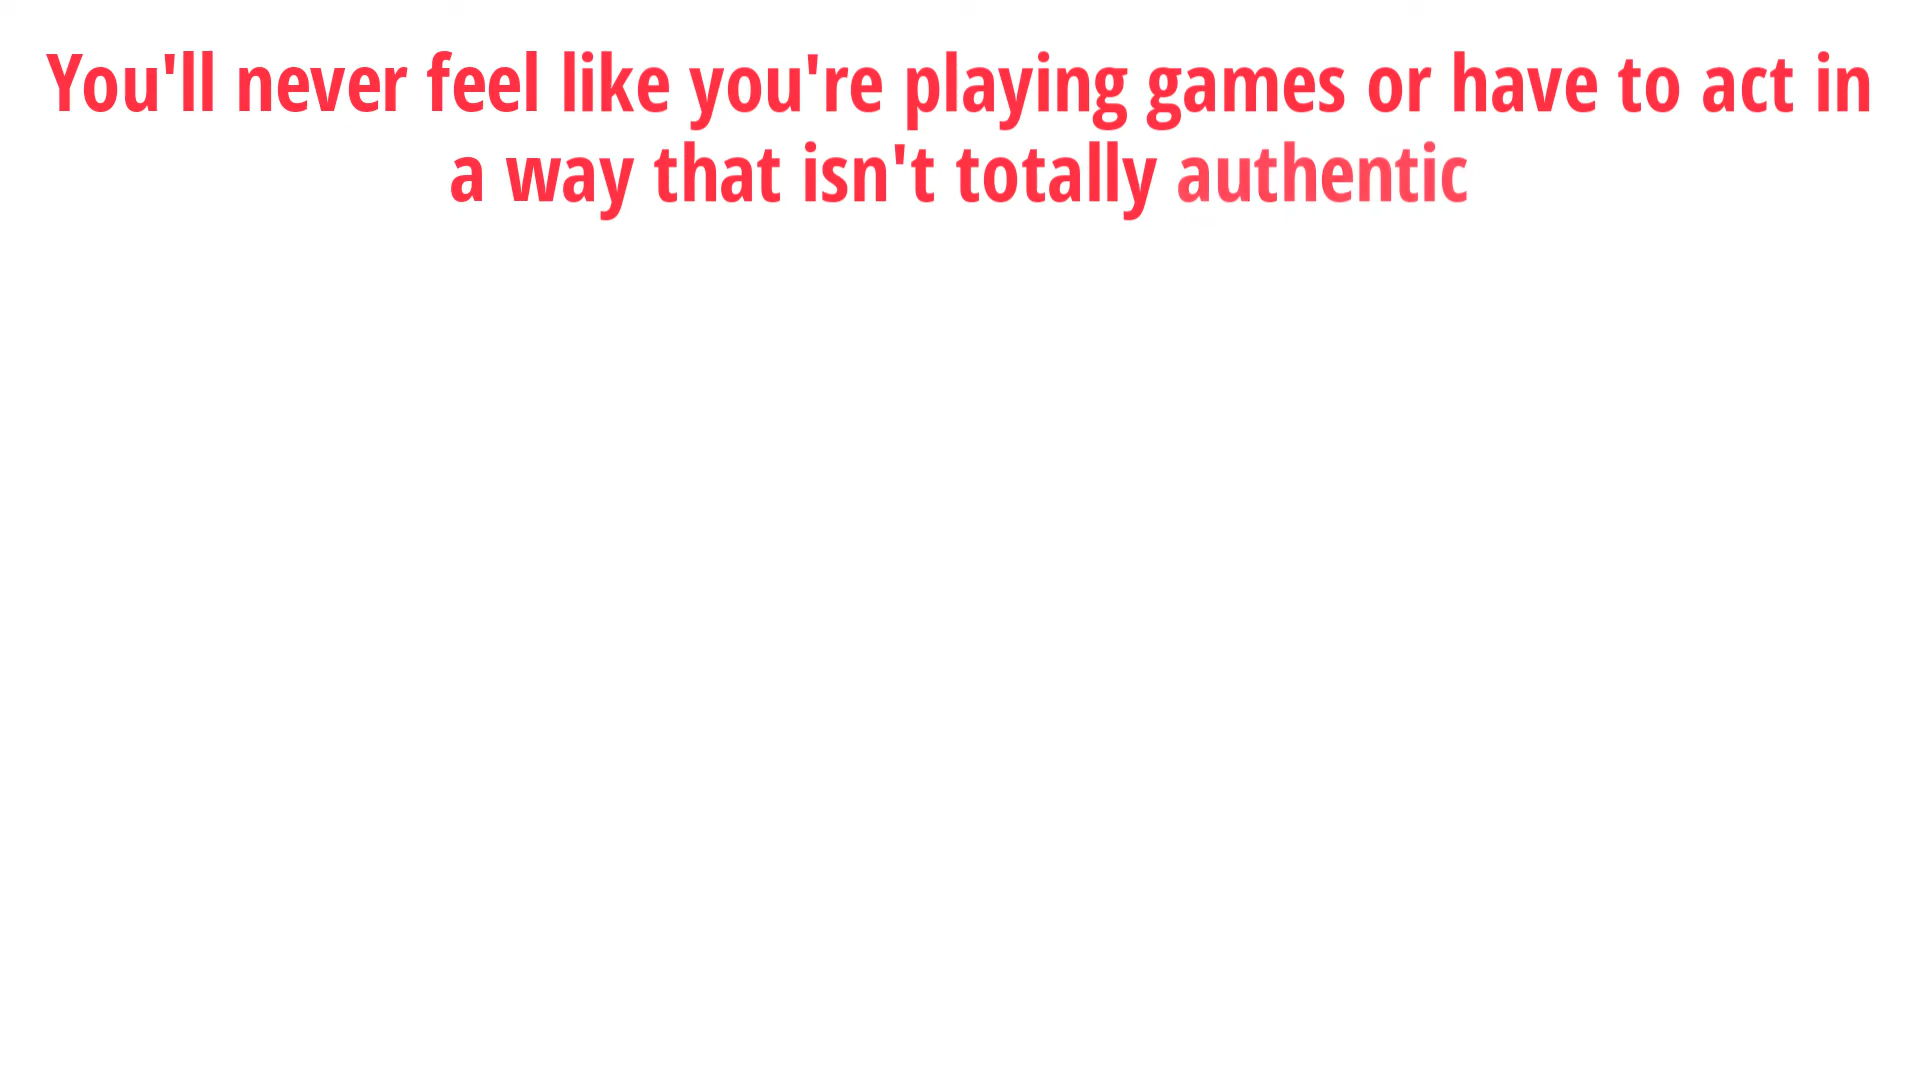 You'll never feel like you're playing games or have to act in
a way that isn't totally authentic